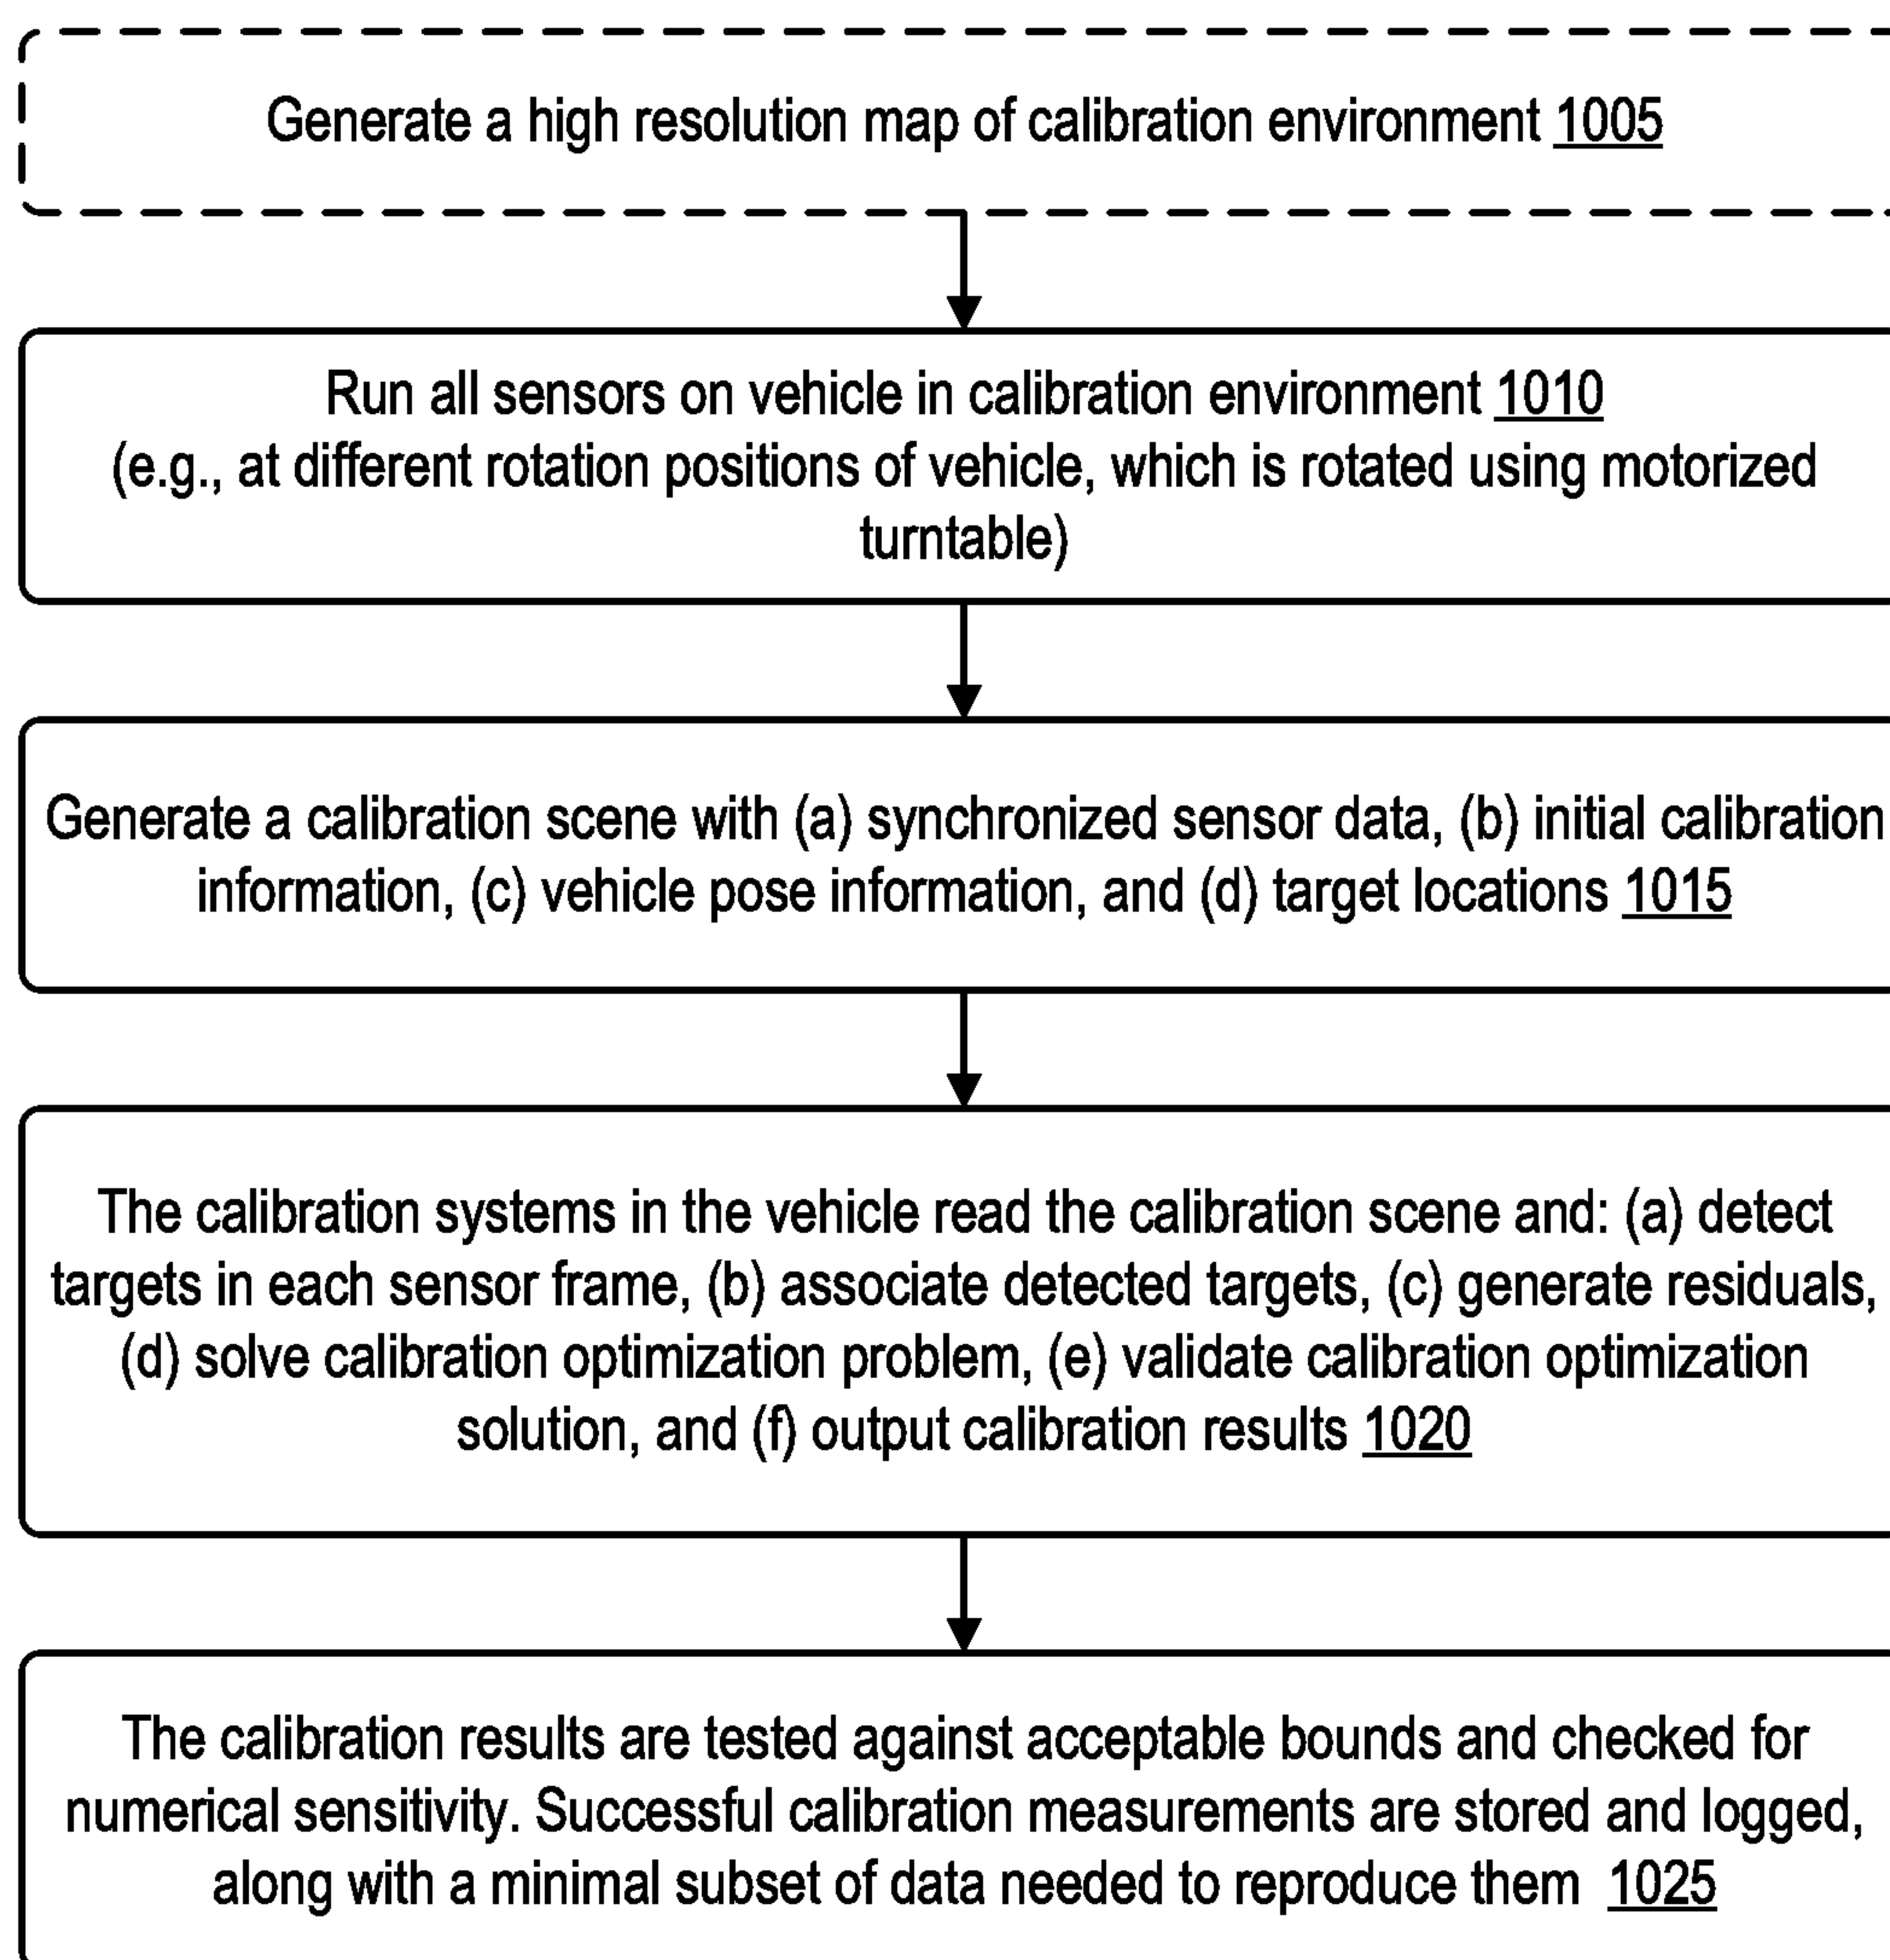 Generate a high resolution map of calibration environment 1005
Run all sensors on vehicle in calibration environment 1010
(e.g., at different rotation positions of vehicle, which is rotated using motorized
turntable)
Generate a calibration scene with (a) synchronized sensor data, (b) initial calibration
information, (c) vehicle pose information, and (d) target locations 1015
The calibration systems in the vehicle read the calibration scene and: (a) detect
targets in each sensor frame, (b) associate detected targets, (c) generate residuals,
(d) solve calibration optimization problem, (e) validate calibration optimization
solution, and (f) output calibration results 1020
The calibration results are tested against acceptable bounds and checked for
numerical sensitivity. Successful calibration measurements are stored and logged,
along with a minimal subset of data needed to reproduce them 1025